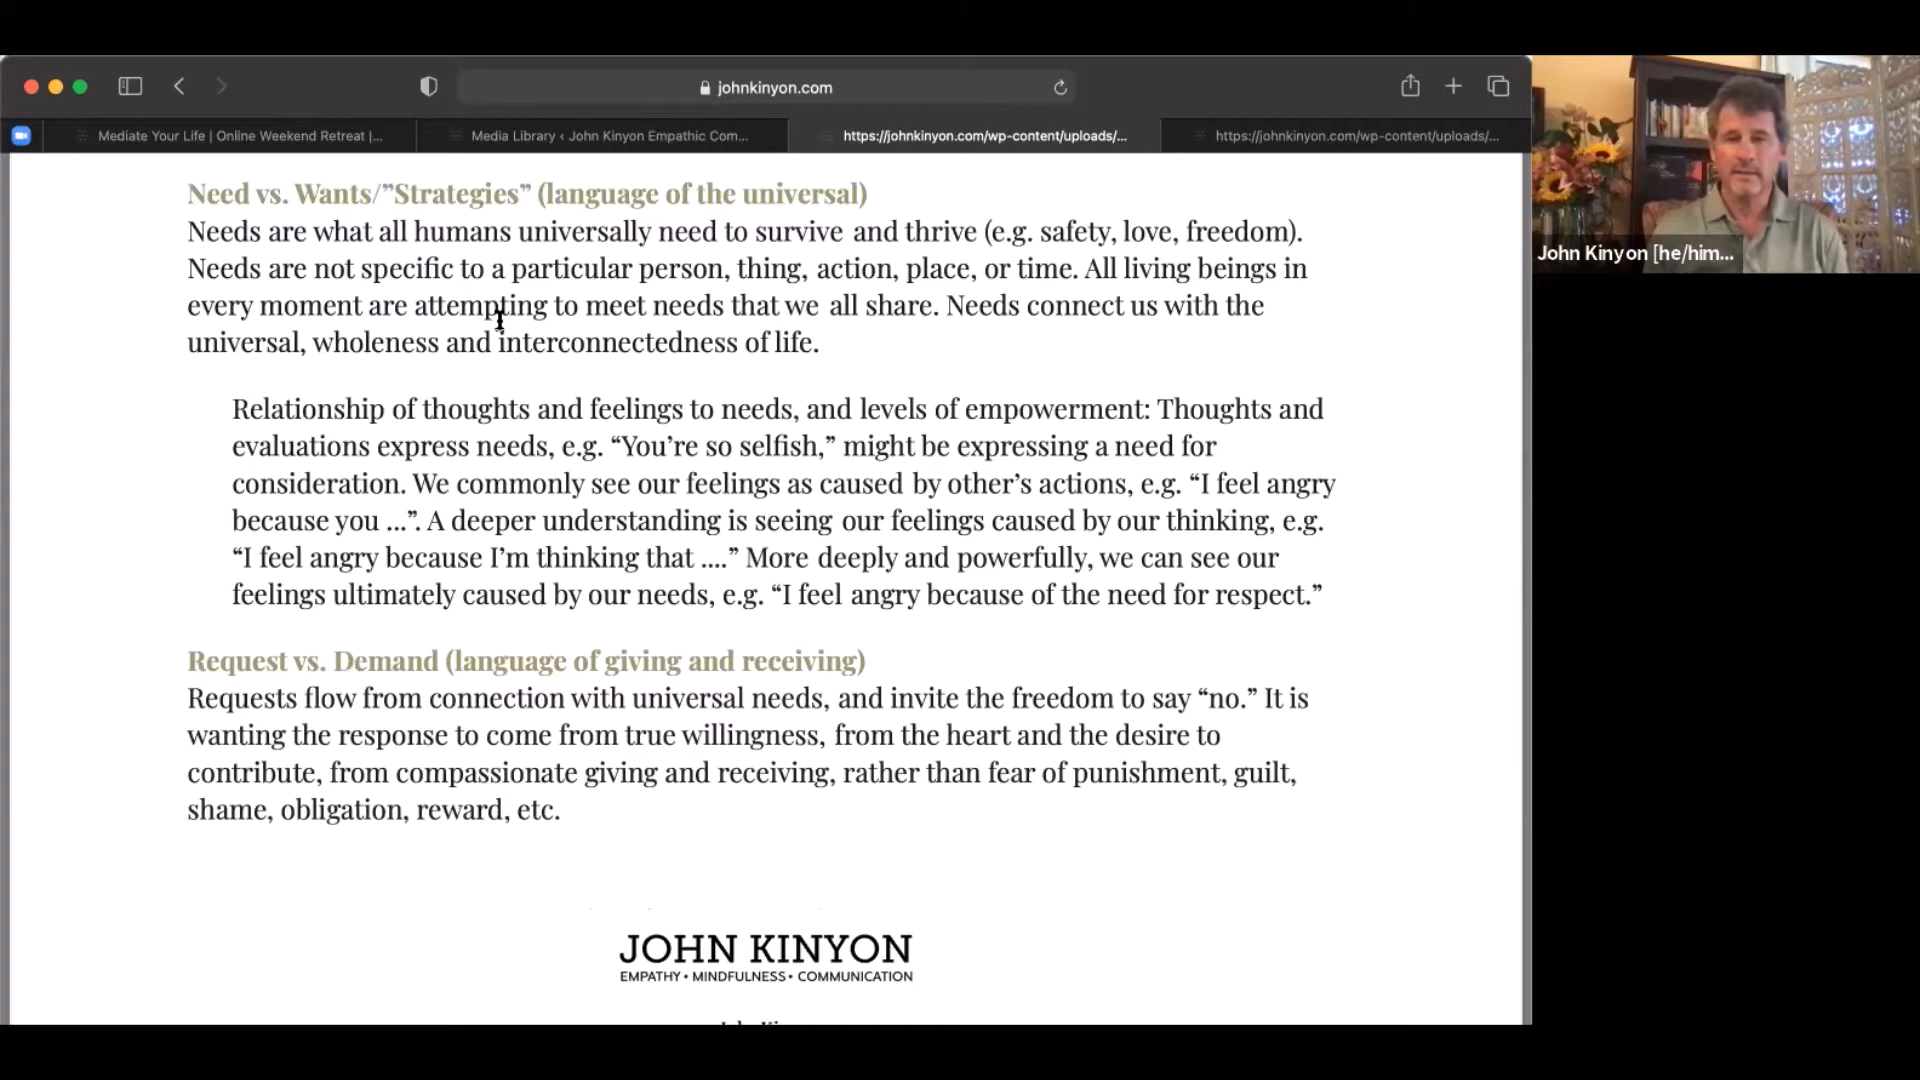 johnkinyon.com
Mediate Your Life | Online Weekend Retreat |...
Media Library ‹ John Kinyon Empathic Com...
https://johnkinyon.com/wp-content/uploads/...
https://johnkinyon.com/wp-content/uploads/...
Need vs. Wants/”Strategies” (language of the universal)
Needs are what all humans universally need to survive and thrive (e.g. safety, love, freedom).
Needs are not specific to a particular person, thing, action, place, or time. All living beings in
every moment are attempting to meet needs that we all share. Needs connect us with the
universal, wholeness and interconnectedness of life.
Relationship of thoughts and feelings to needs, and levels of empowerment: Thoughts and
evaluations express needs, e.g. “You’re so selfish,” might be expressing a need for
consideration. We commonly see our feelings as caused by other’s actions, e.g. “I feel angry
because you ...”. A deeper understanding is seeing our feelings caused by our thinking, e.g.
“I feel angry because I’m thinking that ....” More deeply and powerfully, we can see our
feelings ultimately caused by our needs, e.g. “I feel angry because of the need for respect.”
Request vs. Demand (language of giving and receiving)
Requests flow from connection with universal needs, and invite the freedom to say “no.” It is
wanting the response to come from true willingness, from the heart and the desire to
contribute, from compassionate giving and receiving, rather than fear of punishment, guilt,
shame, obligation, reward, etc.
JOHN KINYON
EMPATHY • MINDFULNESS • COMMUNICATION
John Kinyon [he/him...